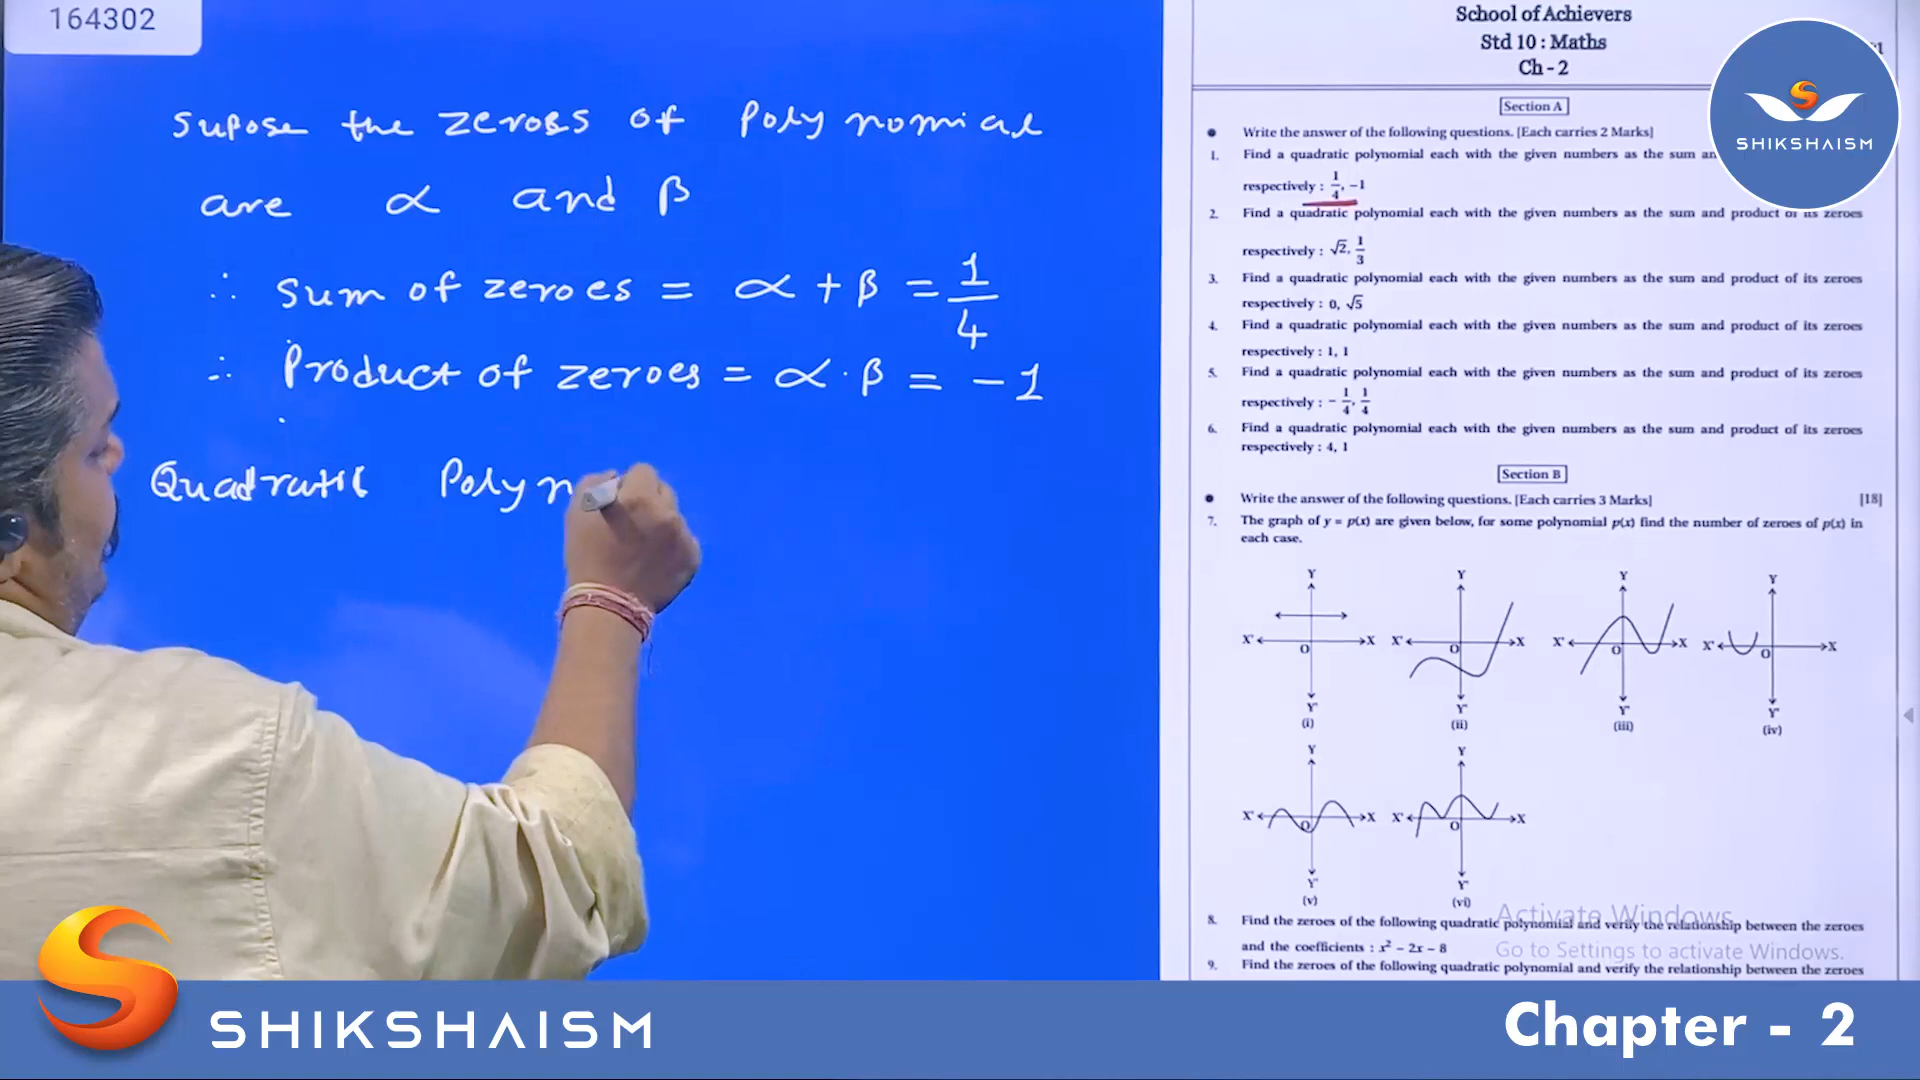 164302
Supose the zeroes of Polynomial
are α and β
∴ Sum of zeroes = α + β = 1/4
∴ Product of zeroes = α · β = -1
Quadratic Polyn
School of Achievers
Std 10 : Maths
Ch - 2
Section A
● Write the answer of the following questions. [Each carries 2 Marks]
1. Find a quadratic polynomial each with the given numbers as the sum an
respectively : 1/4, -1
2. Find a quadratic polynomial each with the given numbers as the sum and product of its zeroes
respectively : √2, 1/3
3. Find a quadratic polynomial each with the given numbers as the sum and product of its zeroes
respectively : 0, √5
4. Find a quadratic polynomial each with the given numbers as the sum and product of its zeroes
respectively : 1, 1
5. Find a quadratic polynomial each with the given numbers as the sum and product of its zeroes
respectively : - 1/4, 1/4
6. Find a quadratic polynomial each with the given numbers as the sum and product of its zeroes
respectively : 4, 1
Section B
● Write the answer of the following questions. [Each carries 3 Marks] [18]
7. The graph of y = p(x) are given below, for some polynomial p(x) find the number of zeroes of p(x) in
each case.
Y Y Y Y
X' X X' X X' X X' X
O O O O
Y' Y' Y' Y'
(i) (ii) (iii) (iv)
Y Y
X' X X' X
O O
Y' Y'
(v) (vi)
8. Find the zeroes of the following quadratic polynomial and verify the relationship between the zeroes
and the coefficients : x² - 2x - 8
9. Find the zeroes of the following quadratic polynomial and verify the relationship between the zeroes
Activate Windows
Go to Settings to activate Windows.
SHIKSHAISM
SHIKSHAISM
Chapter - 2